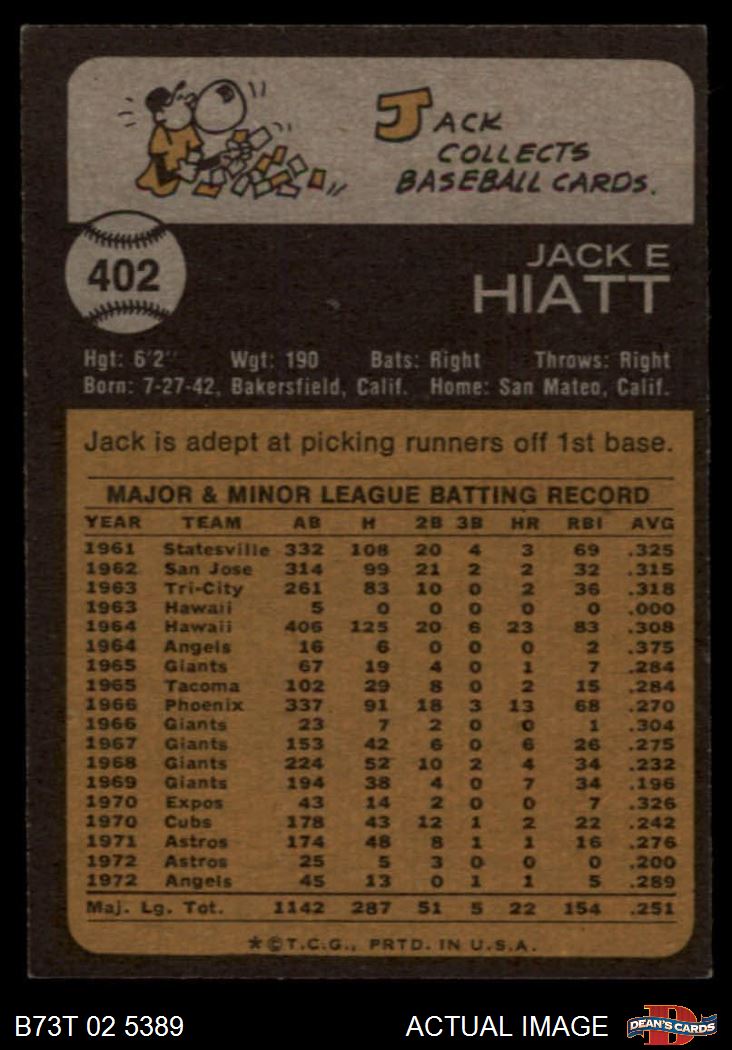 JACK
COLLECTS
BASEBALL CARDS.
402
JACK E
HIATT
Hgt: 6'2" Wgt: 190 Bats: Right Throws: Right
Born: 7-27-42, Bakersfield, Calif. Home: San Mateo, Calif.
Jack is adept at picking runners off 1st base.
MAJOR & MINOR LEAGUE BATTING RECORD
YEAR TEAM AB H 2B 3B HR RBI AVG
1961 Statesville 332 108 20 4 3 69 .325
1962 San Jose 314 99 21 2 2 32 .315
1963 Tri-City 261 83 10 0 2 36 .318
1963 Hawaii 5 0 0 0 0 0 .000
1964 Hawaii 406 125 20 6 23 83 .308
1964 Angels 16 6 0 0 0 2 .375
1965 Giants 67 19 4 0 1 7 .284
1965 Tacoma 102 29 8 0 2 15 .284
1966 Phoenix 337 91 18 3 13 68 .270
1966 Giants 23 7 2 0 0 1 .304
1967 Giants 153 42 6 0 6 26 .275
1968 Giants 224 52 10 2 4 34 .232
1969 Giants 194 38 4 0 7 34 .196
1970 Expos 43 14 2 0 0 7 .326
1970 Cubs 178 43 12 1 2 22 .242
1971 Astros 174 48 8 1 1 16 .276
1972 Astros 25 5 3 0 0 0 .200
1972 Angels 45 13 0 1 1 5 .289
Maj. Lg. Tot. 1142 287 51 5 22 154 .251
*©T.C.G., PRTD. IN U.S.A.
B73T 02 5389 ACTUAL IMAGE
DEAN'S CARDS